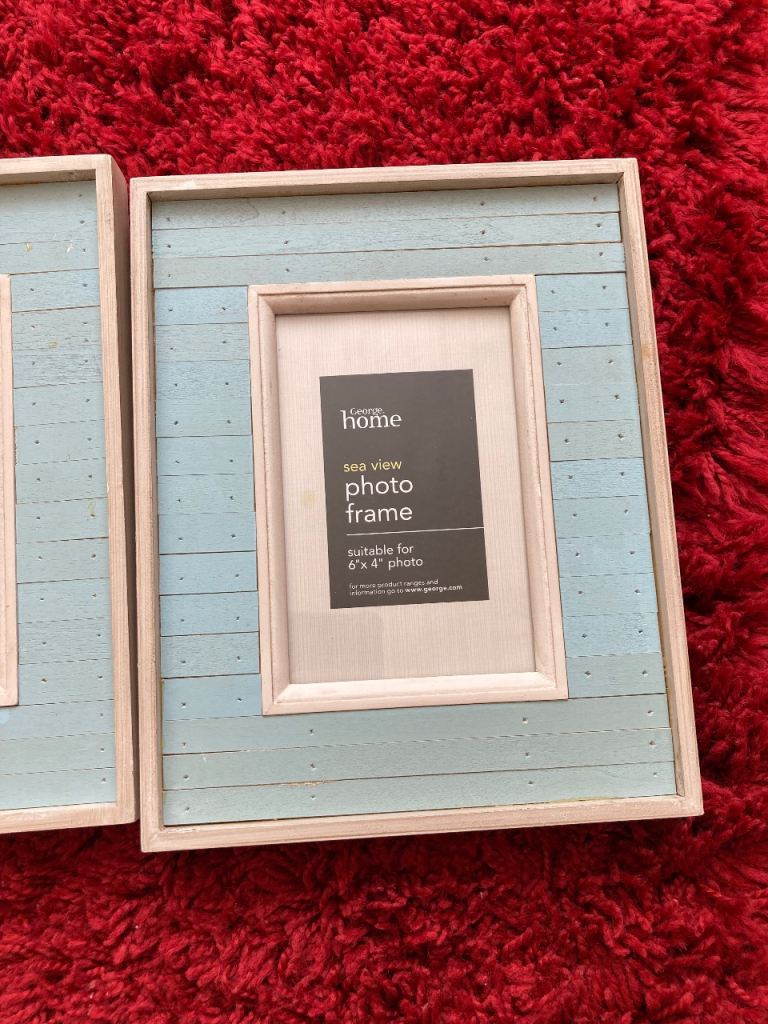 George.
home
sea view
photo
frame
suitable for
6"x 4" photo
for more product ranges and
information go to www.george.com